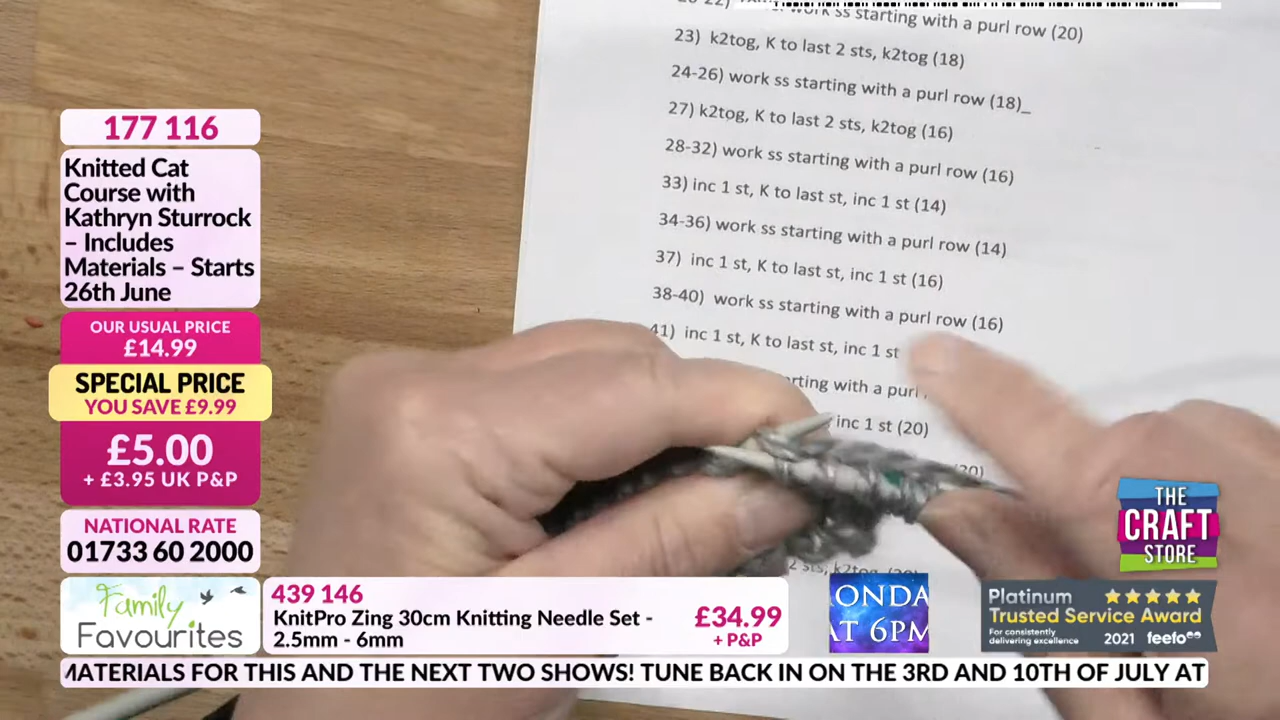 work ss starting with a purl row (20)
23) k2tog, K to last 2 sts, k2tog (18)
24-26) work ss starting with a purl row (18)_
27) k2tog, K to last 2 sts, k2tog (16)
28-32) work ss starting with a purl row (16)
33) inc 1 st, K to last st, inc 1 st (14)
34-36) work ss starting with a purl row (14)
37) inc 1 st, K to last st, inc 1 st (16)
38-40) work ss starting with a purl row (16)
41) inc 1 st, K to last st, inc 1 st
rting with a purl
inc 1 st (20)
2 sts, k2tog
177 116
Knitted Cat
Course with
Kathryn Sturrock
– Includes
Materials – Starts
26th June
OUR USUAL PRICE
£14.99
SPECIAL PRICE
YOU SAVE £9.99
£5.00
+ £3.95 UK P&P
NATIONAL RATE
01733 60 2000
Family
Favourites
439 146
KnitPro Zing 30cm Knitting Needle Set -
2.5mm - 6mm
£34.99
+ P&P
ONDA
AT 6PM
THE
CRAFT
STORE
Platinum
Trusted Service Award
For consistently
delivering excellence
2021 feefo
MATERIALS FOR THIS AND THE NEXT TWO SHOWS! TUNE BACK IN ON THE 3RD AND 10TH OF JULY AT